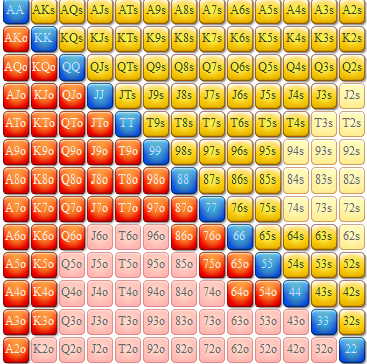 AA AKs KQs AJs ATs A9s A8s A7s A6s A5s A4s A3s A2s
AKo KK KQs KJs KTs K9s K8s K7s K6s K5s K4s K3s K2s
AQo KQo QQ QJs QTs Q9s Q8s Q7s Q6s Q5s Q4s Q3s Q2s
AJo KJo QJo JJ JTs J9s J8s J7s J6s J5s J4s J3s J2s
ATo KTo QTo JTo TT T9s T8s T7s T6s T5s T4s T3s T2s
A9o K9o Q9o J9o T9o 99 98s 97s 96s 95s 94s 93s 92s
A8o K8o Q8o J8o T8o 98o 88 87s 86s 85s 84s 83s 82s
A7o K7o Q7o J7o T7o 97o 87o 77 76s 75s 74s 73s 72s
A6o K6o Q6o J6o T6o 96o 86o 76o 66 65s 64s 63s 62s
A5o K5o Q5o J5o T5o 95o 85o 75o 65o 55 54s 53s 52s
A4o K4o Q4o J4o T4o 94o 84o 74o 64o 54o 44 43s 42s
A3o K3o Q3o J3o T3o 93o 83o 73o 63o 53o 43o 33 32s
A2o K2o Q2o J2o T2o 92o 82o 72o 62o 52o 42o 32o 22